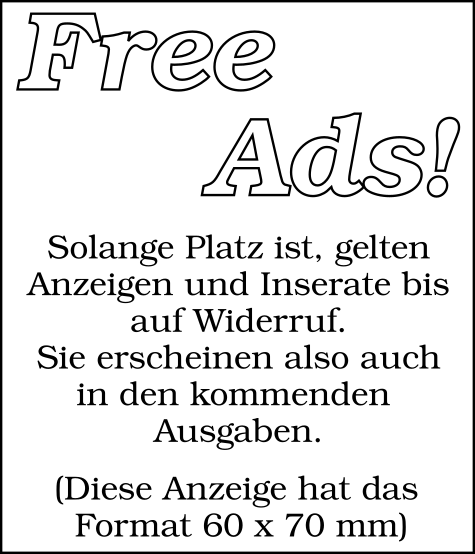 Free
Ads!
Solange Platz ist, gelten
Anzeigen und Inserate bis
auf Widerruf.
Sie erscheinen also auch
in den kommenden
Ausgaben.
(Diese Anzeige hat das
Format 60 x 70 mm)